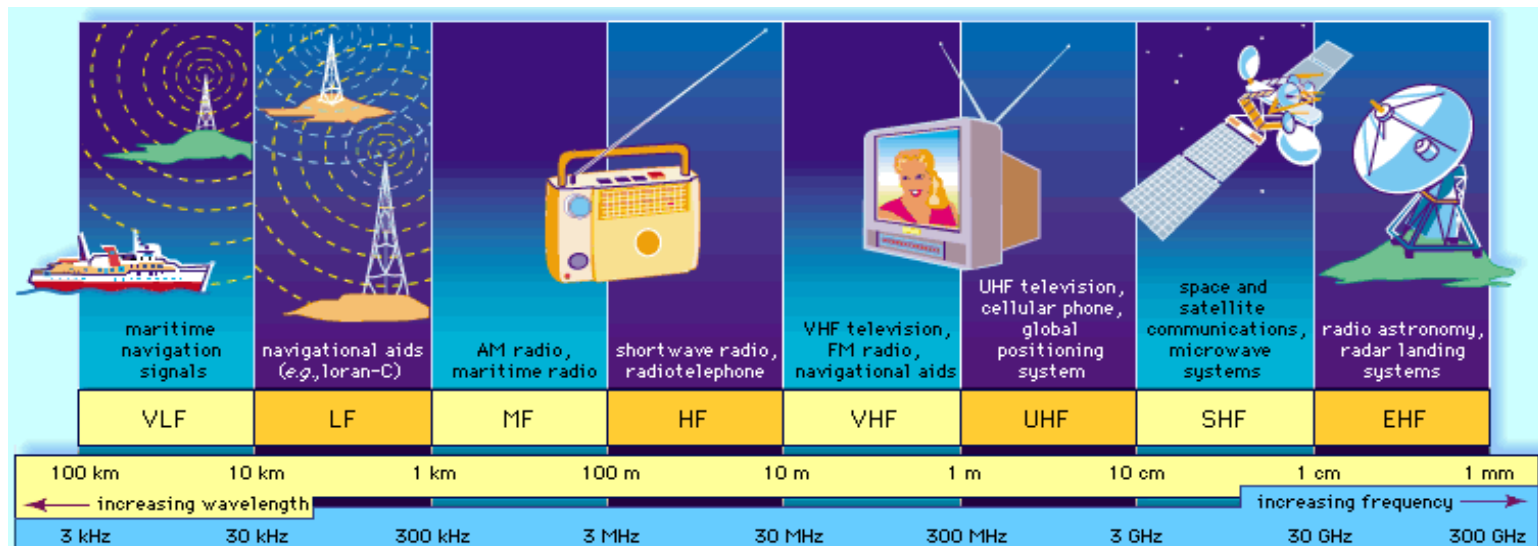 maritime
navigation
signals
navigational aids
(e.g., loran-C)
AM radio,
maritime radio
shortwave radio,
radiotelephone
VHF television,
FM radio,
navigational aids
UHF television,
cellular phone,
global
positioning
system
space and
satellite
communications,
microwave
systems
radio astronomy,
radar landing
systems
VLF LF MF HF VHF UHF SHF EHF
100 km 10 km 1 km 100 m 10 m 1 m 10 cm 1 cm 1 mm
increasing wavelength increasing frequency
3 kHz 30 kHz 300 kHz 3 MHz 30 MHz 300 MHz 3 GHz 30 GHz 300 GHz